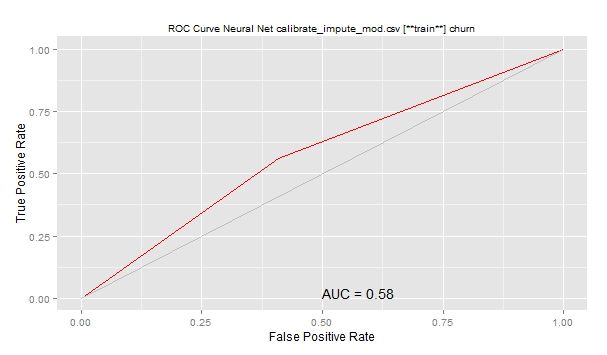 ROC Curve Neural Net calibrate_impute_mod.csv [**train**] churn
1.00
0.75
0.50
0.25
0.00
True Positive Rate
AUC = 0.58
0.00 0.25 0.50 0.75 1.00
False Positive Rate